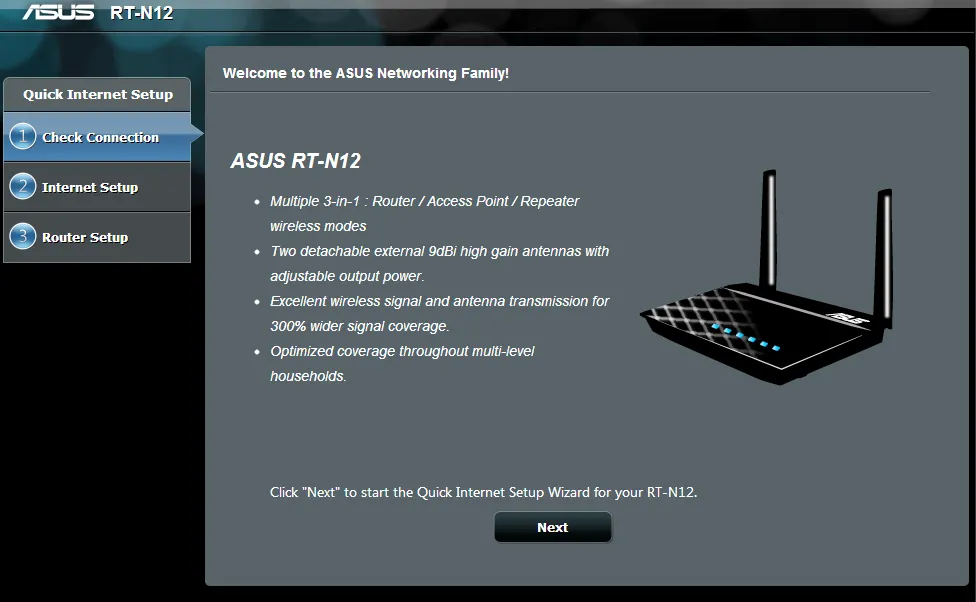 ASUS RT-N12
Quick Internet Setup
1 Check Connection
2 Internet Setup
3 Router Setup
Welcome to the ASUS Networking Family!
ASUS RT-N12
• Multiple 3-in-1 : Router / Access Point / Repeater
wireless modes
• Two detachable external 9dBi high gain antennas with
adjustable output power.
• Excellent wireless signal and antenna transmission for
300% wider signal coverage.
• Optimized coverage throughout multi-level
households.
ASUS
Click "Next" to start the Quick Internet Setup Wizard for your RT-N12.
Next